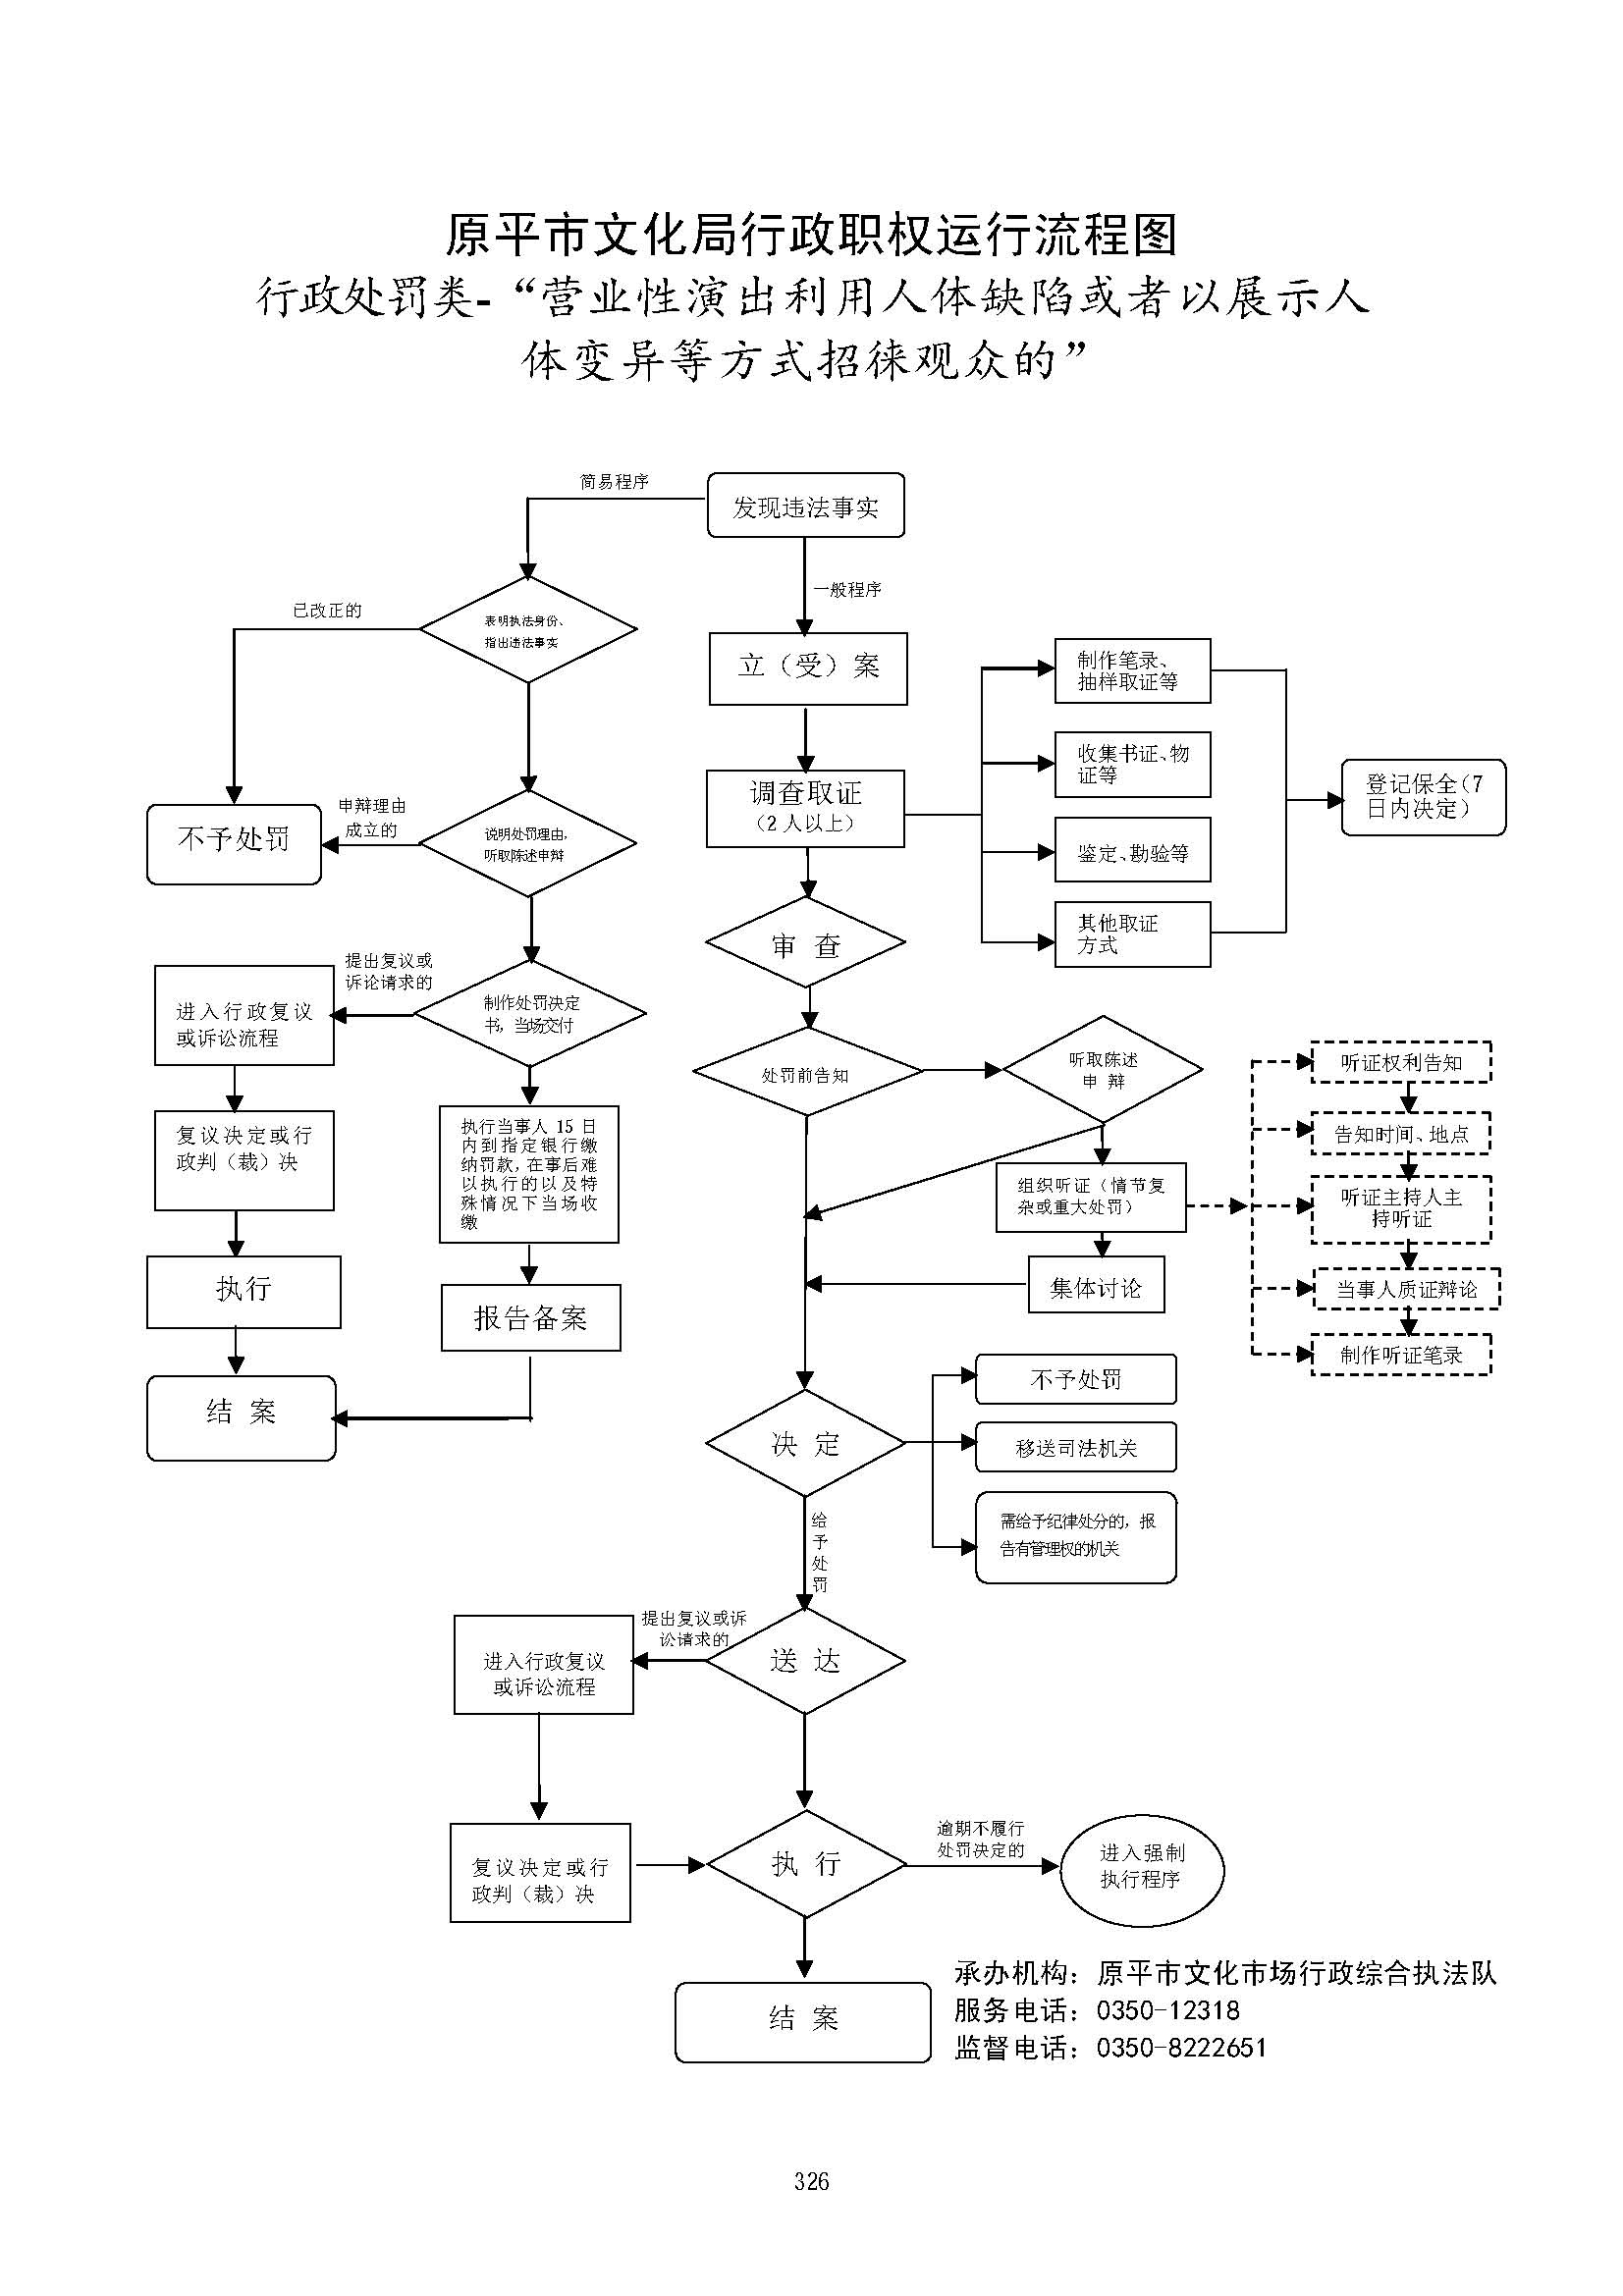 原平市文化局行政职权运行流程图
行政处罚类-“营业性演出利用人体缺陷或者以展示人
体变异等方式招徕观众的”
简易程序
发现违法事实
一般程序
已改正的
表明执法身份、
指出违法事实
立（受）案
制作笔录、
抽样取证等
收集书证、物
证等
登记保全（7
日内决定）
调查取证
（2 人以上）
申辩理由
成立的
不予处罚
说明处罚理由，
听取陈述申辩
鉴定、勘验等
其他取证
方式
审 查
提出复议或
诉讼请求的
进入行政复议
或诉讼流程
制作处罚决定
书，当场交付
处罚前告知
听取陈述
申 辩
听证权利告知
告知时间、地点
听证主持人主
持听证
当事人质证辩论
制作听证笔录
复议决定或行
政判（裁）决
执行当事人 15 日
内到指定银行缴
纳罚款，在事后难
以执行的以及特
殊情况下当场收
缴
组织听证（情节复
杂或重大处罚）
集体讨论
执行
报告备案
结 案
不予处罚
决 定
移送司法机关
需给予纪律处分的，报
告有管理权的机关
给
予
处
罚
提出复议或诉
讼请求的
进入行政复议
或诉讼流程
送 达
复议决定或行
政判（裁）决
执 行
逾期不履行
处罚决定的
进入强制
执行程序
结 案
承办机构：原平市文化市场行政综合执法队
服务电话：0350-12318
监督电话：0350-8222651
326